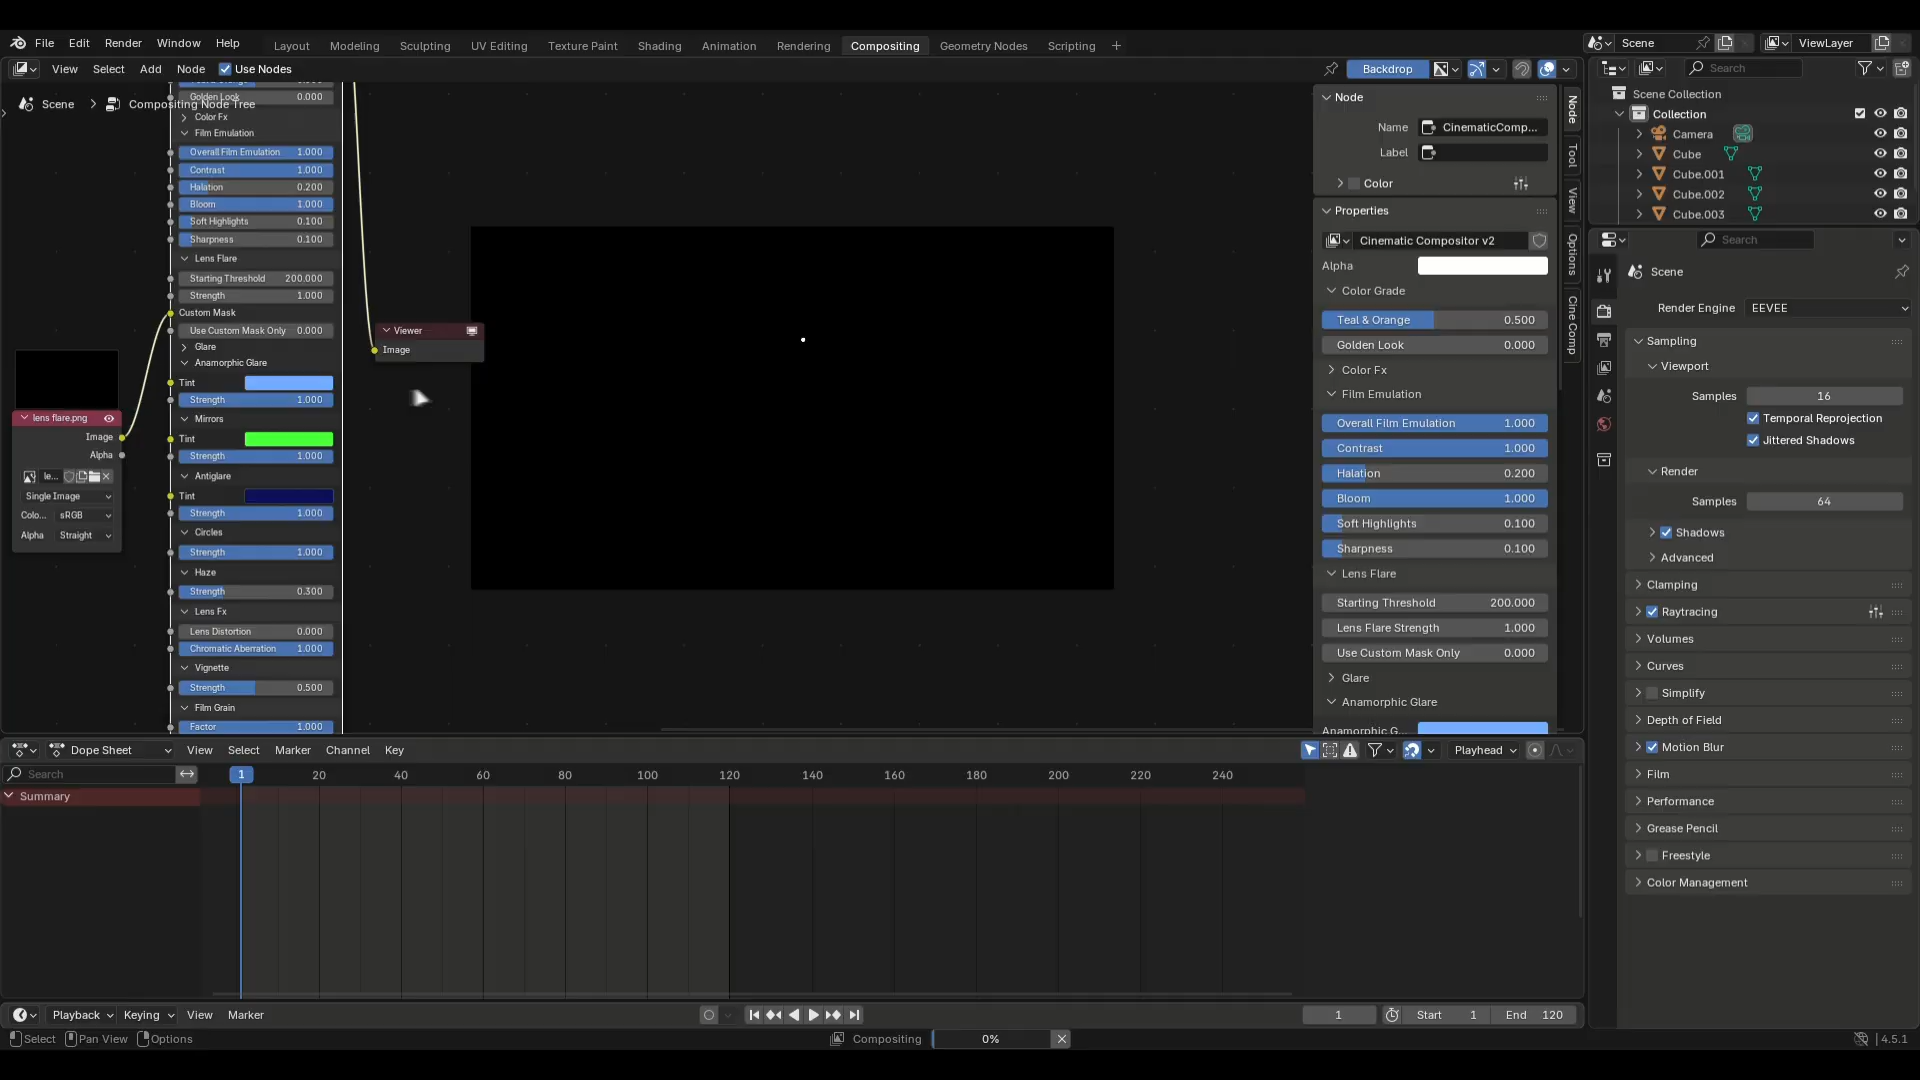 File Edit Render Window Help
Layout Modeling Sculpting UV Editing Texture Paint Shading Animation Rendering Compositing Geometry Nodes Scripting +
Scene
ViewLayer
View Select Add Node Use Nodes
Backdrop
Search
Scene > Compositing Node Tree
Golden Look 0.000
Color Fx
Film Emulation
Overall Film Emulation 1.000
Contrast 1.000
Halation 0.200
Bloom 1.000
Soft Highlights 0.100
Sharpness 0.100
Lens Flare
Starting Threshold 200.000
Strength 1.000
Custom Mask
Use Custom Mask Only 0.000
Glare
Anamorphic Glare
Tint
Strength 1.000
Mirrors
Tint
Strength 1.000
Antiglare
Tint
Strength 1.000
Circles
Strength 1.000
Haze
Strength 0.300
Lens Fx
Lens Distortion 0.000
Chromatic Aberration 1.000
Vignette
Strength 0.500
Film Grain
Factor 1.000
lens flare.png
Image
Alpha
le...
Single Image
Colo... sRGB
Alpha Straight
Viewer
Image
Node
Name CinematicComp...
Label
Color
Properties
Cinematic Compositor v2
Alpha
Color Grade
Teal & Orange 0.500
Golden Look 0.000
Color Fx
Film Emulation
Overall Film Emulation 1.000
Contrast 1.000
Halation 0.200
Bloom 1.000
Soft Highlights 0.100
Sharpness 0.100
Lens Flare
Starting Threshold 200.000
Lens Flare Strength 1.000
Use Custom Mask Only 0.000
Glare
Anamorphic Glare
Anamorphic G...
Node
Tool
View
Options
Cine Comp
Scene Collection
Collection
Camera
Cube
Cube.001
Cube.002
Cube.003
Search
Scene
Render Engine EEVEE
Sampling
Viewport
Samples 16
Temporal Reprojection
Jittered Shadows
Render
Samples 64
Shadows
Advanced
Clamping
Raytracing
Volumes
Curves
Simplify
Depth of Field
Motion Blur
Film
Performance
Grease Pencil
Freestyle
Color Management
Dope Sheet View Select Marker Channel Key
Playhead
Search
1 20 40 60 80 100 120 140 160 180 200 220 240
Summary
Playback Keying View Marker
1 Start 1 End 120
Select Pan View Options
Compositing 0%
4.5.1